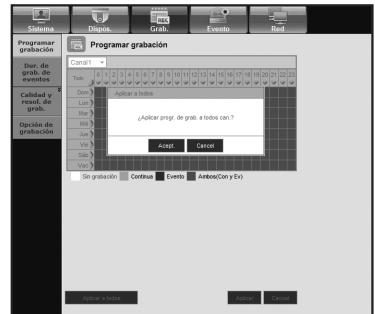 Sistema Dispos. Grab. Evento Red
REC
Programar grabación
Dur. de grab. de eventos
Calidad y resol. de grab.
Opción de grabación
Programar grabación
Canal1
Todo 0 1 2 3 4 5 6 7 8 9 10 11 12 13 14 15 16 17 18 19 20 21 22 23
Dom
Lun
Mar
Mié
Jue
Vie
Sáb
Vac
Aplicar a todos
¿Aplicar progr. de grab. a todos can.?
Acept. Cancel
Sin grabación Continua Evento Ambos(Con y Ev)
Aplicar a todos Aplicar Cancel